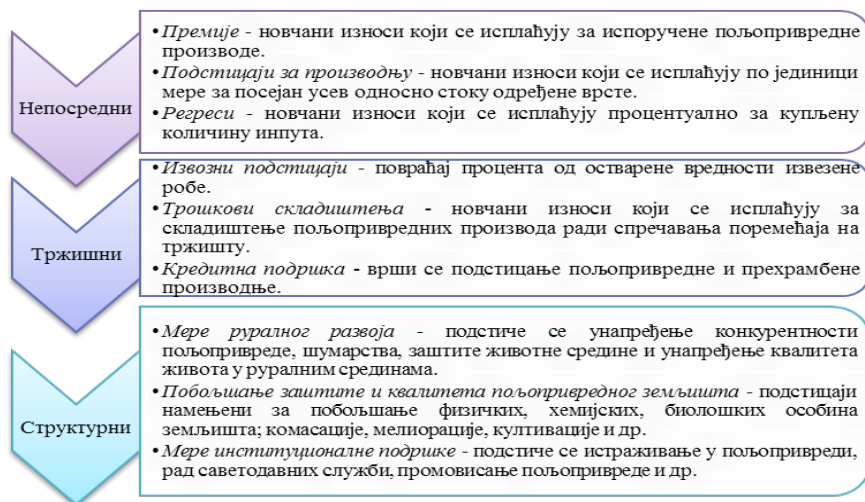 Непосредни
•Премије - новчани износи који се исплаћују за испоручене пољопривредне
производе.
•Подстицаји за производњу - новчани износи који се исплаћују по јединици
мере за посејан усев односно стоку одређене врсте.
•Регреси - новчани износи који се исплаћују процентуално за купљену
количину инпута.
Тржишни
•Извозни подстицаји - повраћај процента од остварене вредности извезене
робе.
•Трошкови складиштења - новчани износи који се исплаћују за
складиштење пољопривредних производа ради спречавања поремећаја на
тржишту.
•Кредитна подршка - врши се подстицање пољопривредне и прехрамбене
производње.
Структурни
•Мере руралног развоја - подстиче се унапређење конкурентности
пољопривреде, шумарства, заштите животне средине и унапређење квалитета
живота у руралним срединама.
•Побољшање заштите и квалитета пољопривредног земљишта - подстицаји
намењени за побољшање физичких, хемијских, биолошких особина
земљишта; комасације, мелиорације, култивације и др.
•Мере институционалне подршке - подстиче се истраживање у пољопривреди,
рад саветодавних служби, промовисање пољопривреде и др.